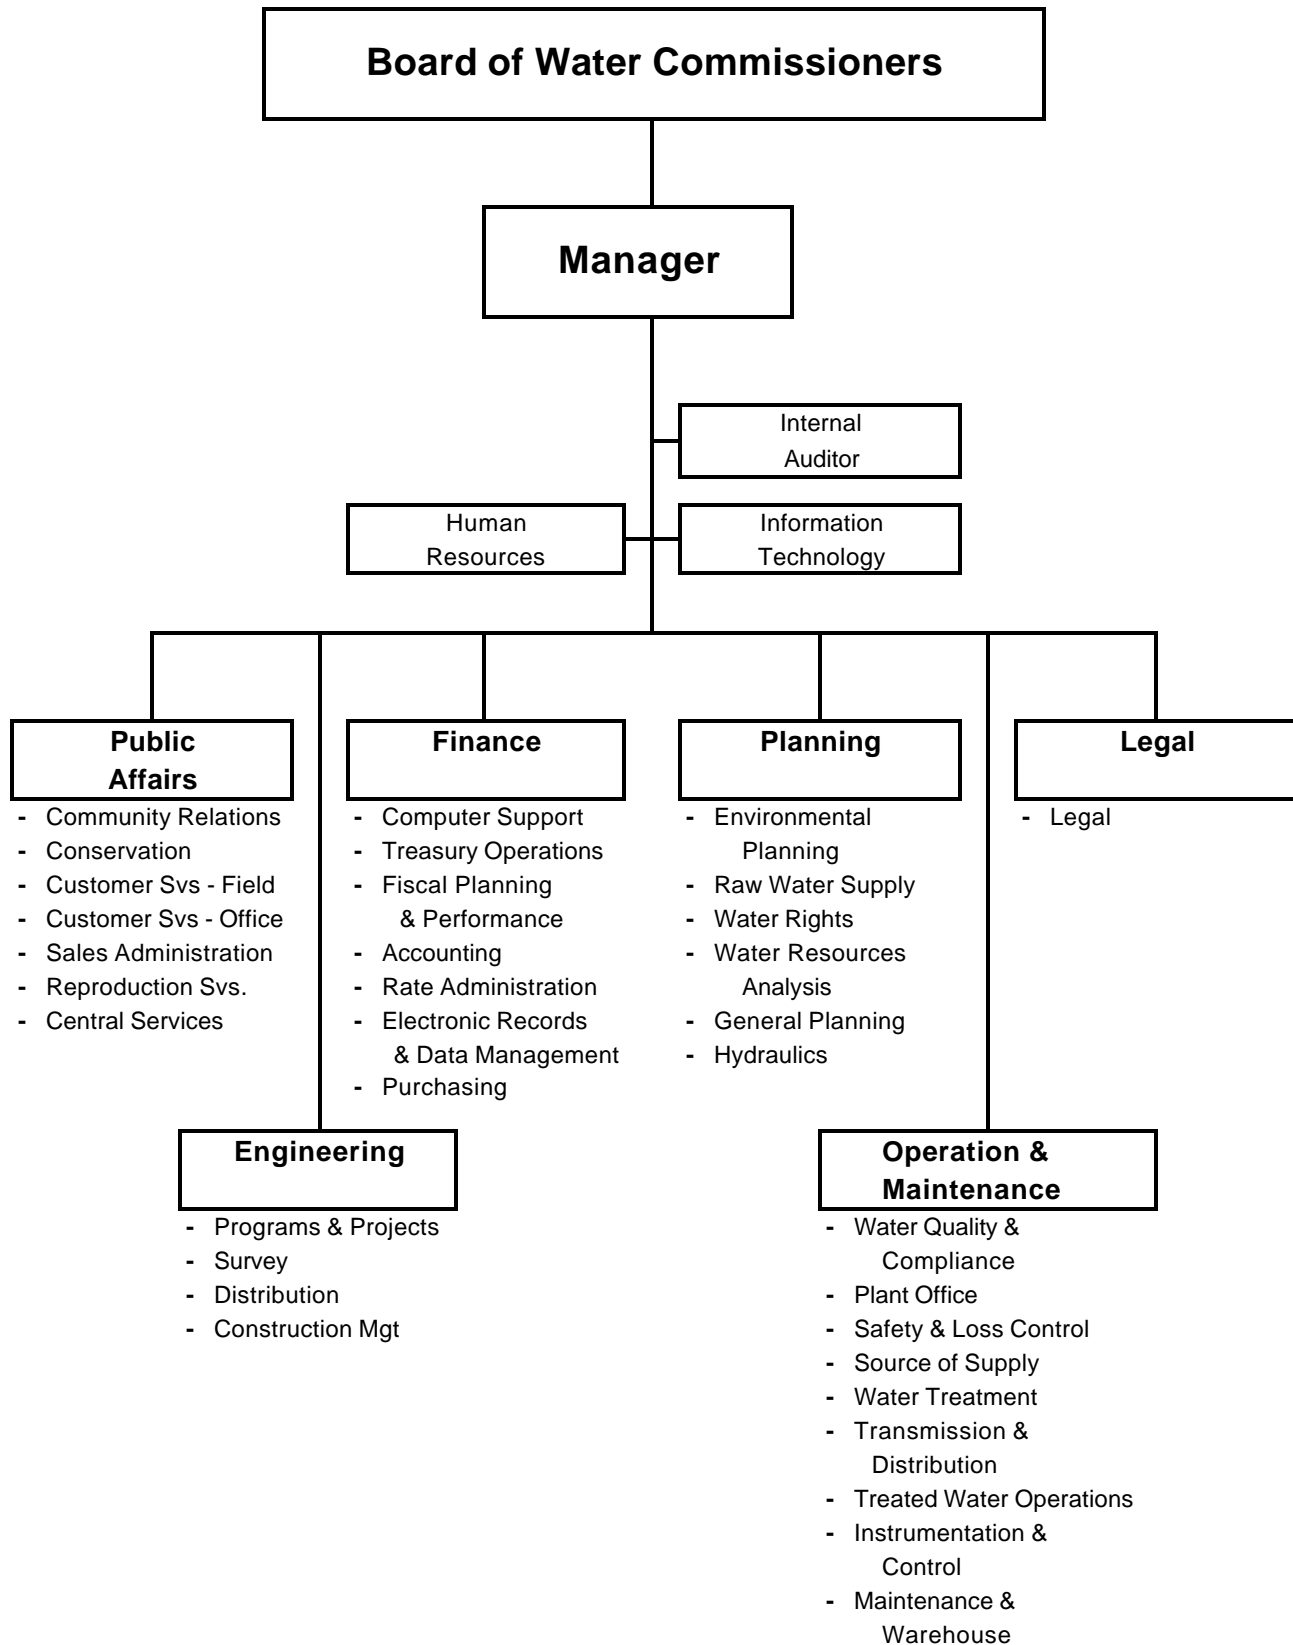 Board of Water Commissioners
Manager
Internal
Auditor
Human
Resources
Information
Technology
Public
Affairs
- Community Relations
- Conservation
- Customer Svs - Field
- Customer Svs - Office
- Sales Administration
- Reproduction Svs.
- Central Services
Finance
- Computer Support
- Treasury Operations
- Fiscal Planning
& Performance
- Accounting
- Rate Administration
- Electronic Records
& Data Management
- Purchasing
Planning
- Environmental
Planning
- Raw Water Supply
- Water Rights
- Water Resources
Analysis
- General Planning
- Hydraulics
Legal
- Legal
Engineering
- Programs & Projects
- Survey
- Distribution
- Construction Mgt
Operation &
Maintenance
- Water Quality &
Compliance
- Plant Office
- Safety & Loss Control
- Source of Supply
- Water Treatment
- Transmission &
Distribution
- Treated Water Operations
- Instrumentation &
Control
- Maintenance &
Warehouse